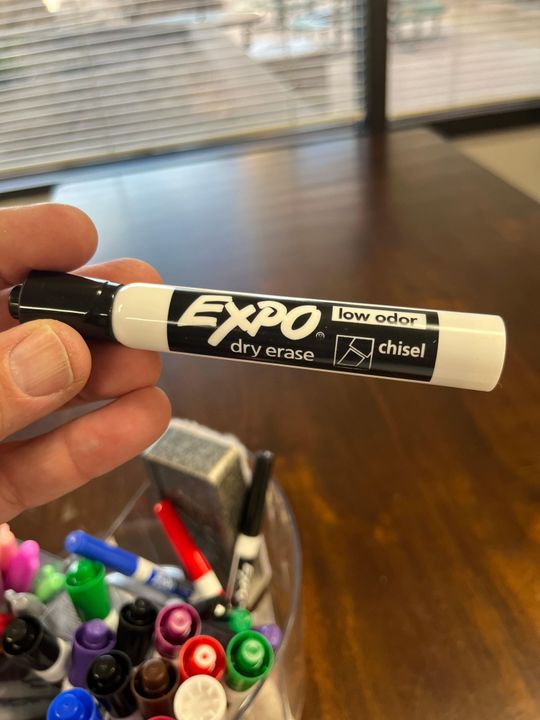 EXPO
low odor
dry erase
chisel